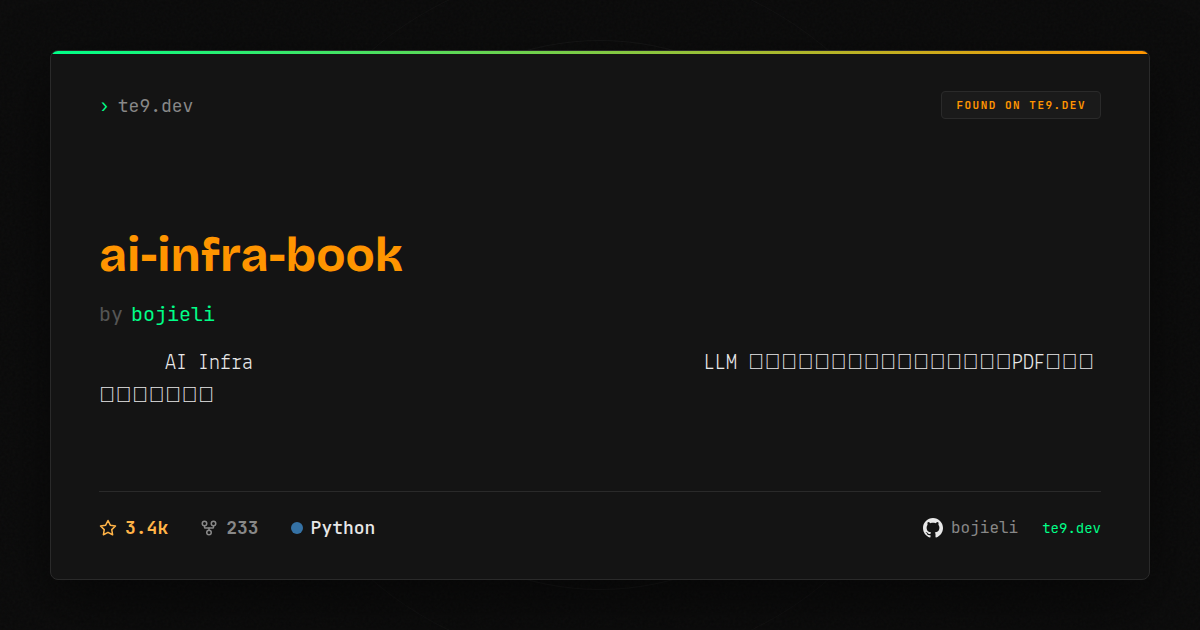 › te9.dev
FOUND ON TE9.DEV
ai-infra-book
by bojieli
AI Infra LLM PDF
3.4k 233 Python
bojieli te9.dev